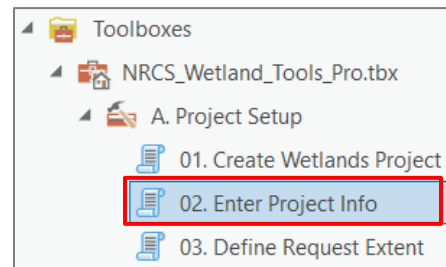 Toolboxes
NRCS_Wetland_Tools_Pro.tbx
A. Project Setup
01. Create Wetlands Project
02. Enter Project Info
03. Define Request Extent